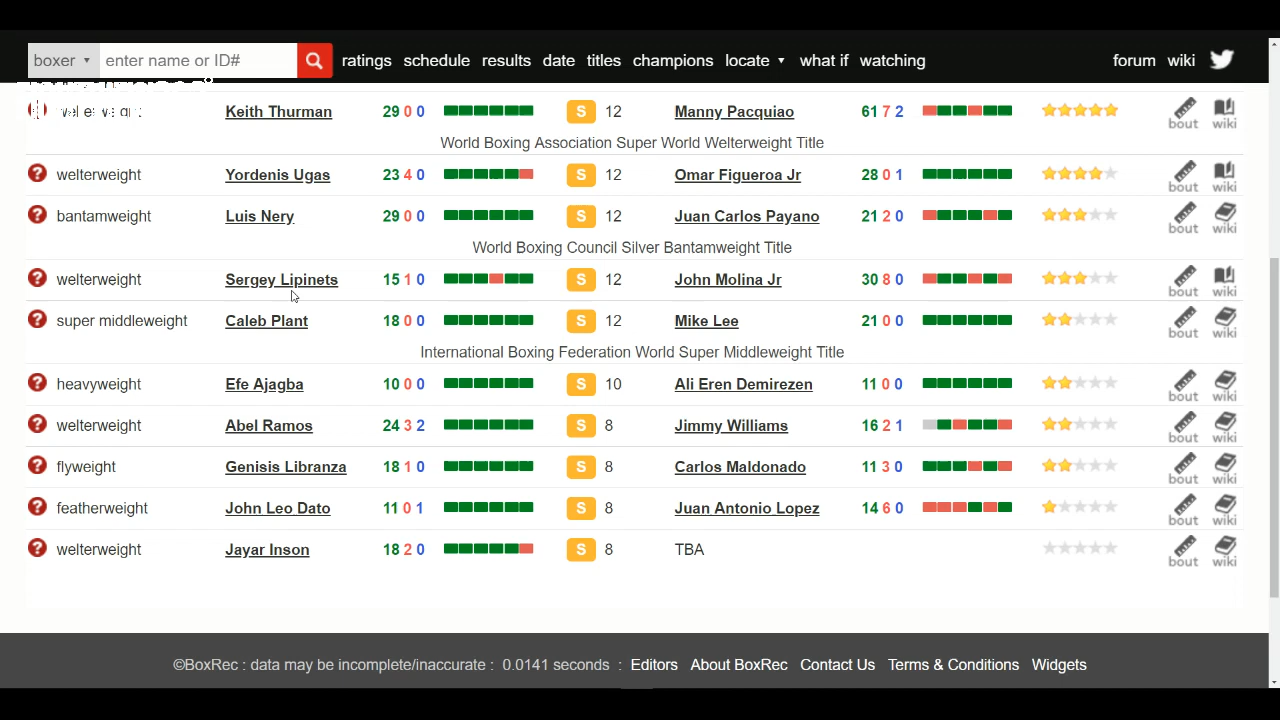 boxer ▾ enter name or ID# ratings schedule results date titles champions locate ▾ what if watching forum wiki
Keith Thurman 29 0 0 S 12 Manny Pacquiao 61 7 2 bout wiki
World Boxing Association Super World Welterweight Title
? welterweight Yordenis Ugas 23 4 0 S 12 Omar Figueroa Jr 28 0 1 bout wiki
? bantamweight Luis Nery 29 0 0 S 12 Juan Carlos Payano 21 2 0 bout wiki
World Boxing Council Silver Bantamweight Title
? welterweight Sergey Lipinets 15 1 0 S 12 John Molina Jr 30 8 0 bout wiki
? super middleweight Caleb Plant 18 0 0 S 12 Mike Lee 21 0 0 bout wiki
International Boxing Federation World Super Middleweight Title
? heavyweight Efe Ajagba 10 0 0 S 10 Ali Eren Demirezen 11 0 0 bout wiki
? welterweight Abel Ramos 24 3 2 S 8 Jimmy Williams 16 2 1 bout wiki
? flyweight Genisis Libranza 18 1 0 S 8 Carlos Maldonado 11 3 0 bout wiki
? featherweight John Leo Dato 11 0 1 S 8 Juan Antonio Lopez 14 6 0 bout wiki
? welterweight Jayar Inson 18 2 0 S 8 TBA bout wiki
©BoxRec : data may be incomplete/inaccurate : 0.0141 seconds : Editors About BoxRec Contact Us Terms & Conditions Widgets